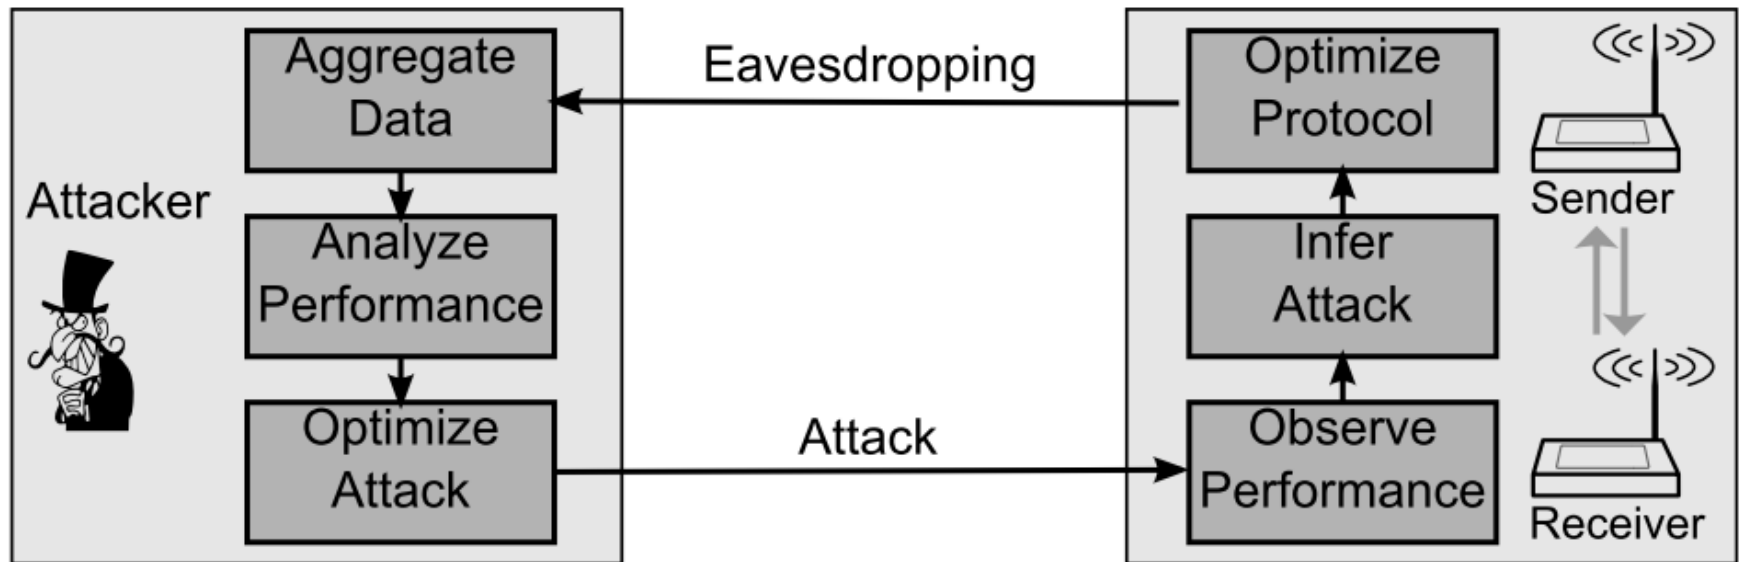 Attacker
Aggregate
Data
Analyze
Performance
Optimize
Attack
Eavesdropping
Attack
Optimize
Protocol
Infer
Attack
Observe
Performance
Sender
Receiver